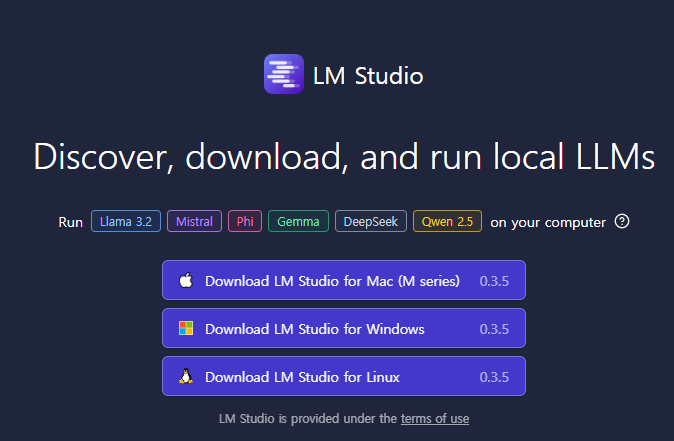 LM Studio
Discover, download, and run local LLMs
Run Llama 3.2 Mistral Phi Gemma DeepSeek Qwen 2.5 on your computer ?
Download LM Studio for Mac (M series) 0.3.5
Download LM Studio for Windows 0.3.5
Download LM Studio for Linux 0.3.5
LM Studio is provided under the terms of use